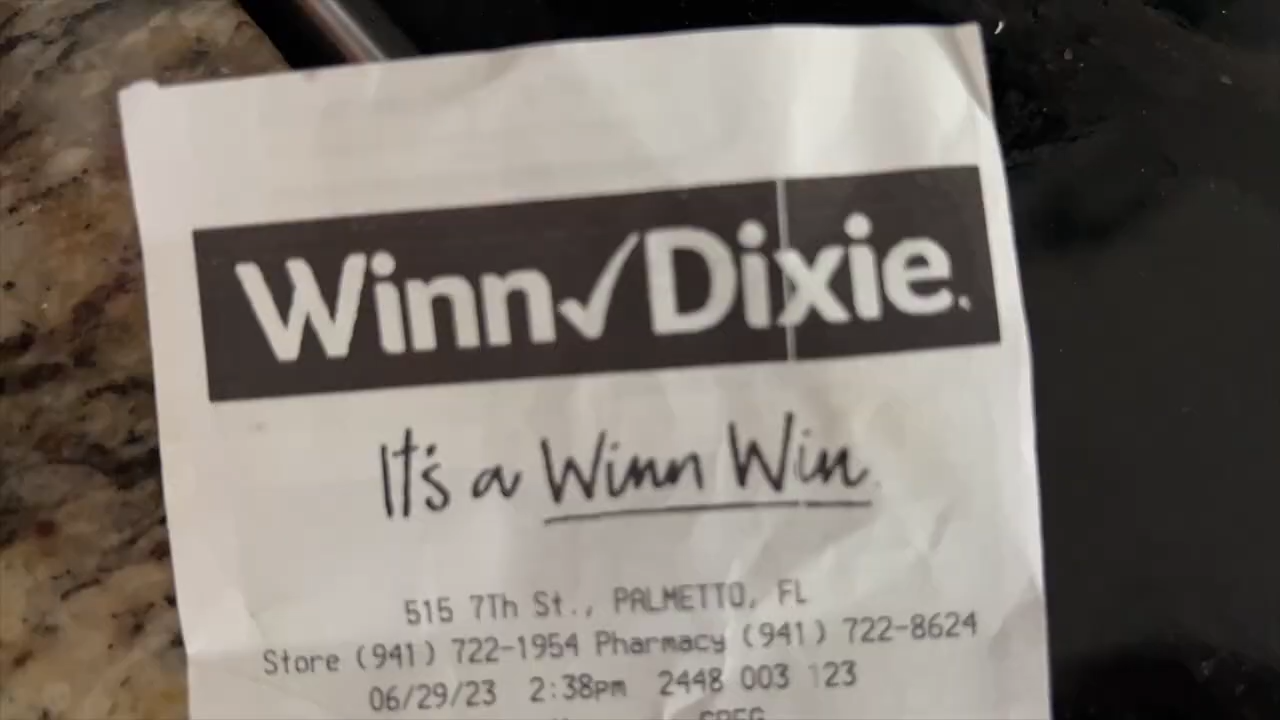 Winn✓Dixie.
It's a Winn Win
515 7Th St., PALMETTO, FL
Store (941) 722-1954 Pharmacy (941) 722-8624
06/29/23 2:38pm 2448 003 123
GREG